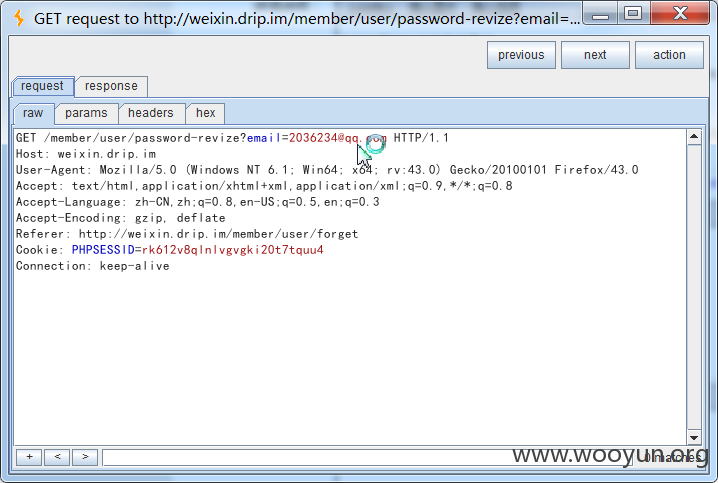 GET request to http://weixin.drip.im/member/user/password-revize?email=...
previous next action
request response
raw params headers hex
GET /member/user/password-revize?email=2036234@qq.com HTTP/1.1
Host: weixin.drip.im
User-Agent: Mozilla/5.0 (Windows NT 6.1; Win64; x64; rv:43.0) Gecko/20100101 Firefox/43.0
Accept: text/html,application/xhtml+xml,application/xml;q=0.9,*/*;q=0.8
Accept-Language: zh-CN,zh;q=0.8,en-US;q=0.5,en;q=0.3
Accept-Encoding: gzip, deflate
Referer: http://weixin.drip.im/member/user/forget
Cookie: PHPSESSID=rk612v8qlnlvgvgki20t7tquu4
Connection: keep-alive
+ < > 0 matches
www.wooyun.org